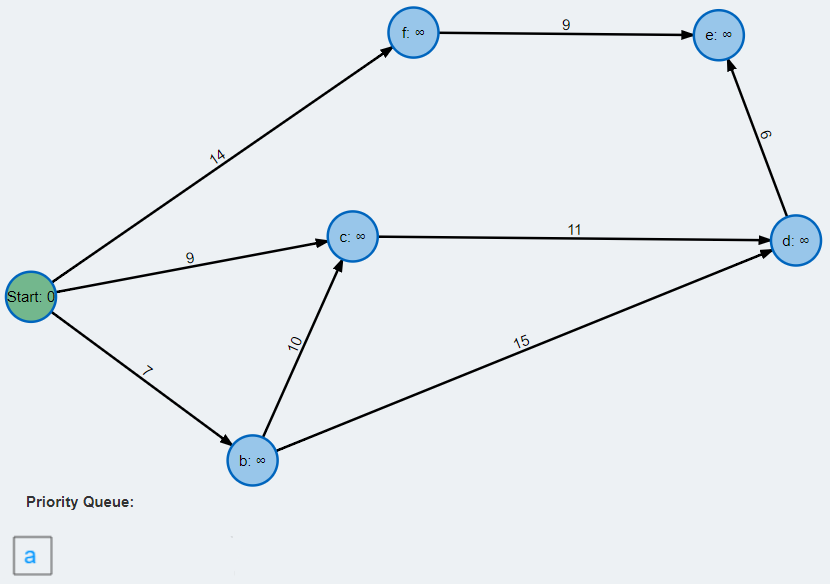 f: ∞
9
e: ∞
14
6
9
c: ∞
11
d: ∞
Start: 0
7
10
15
b: ∞
Priority Queue:
a